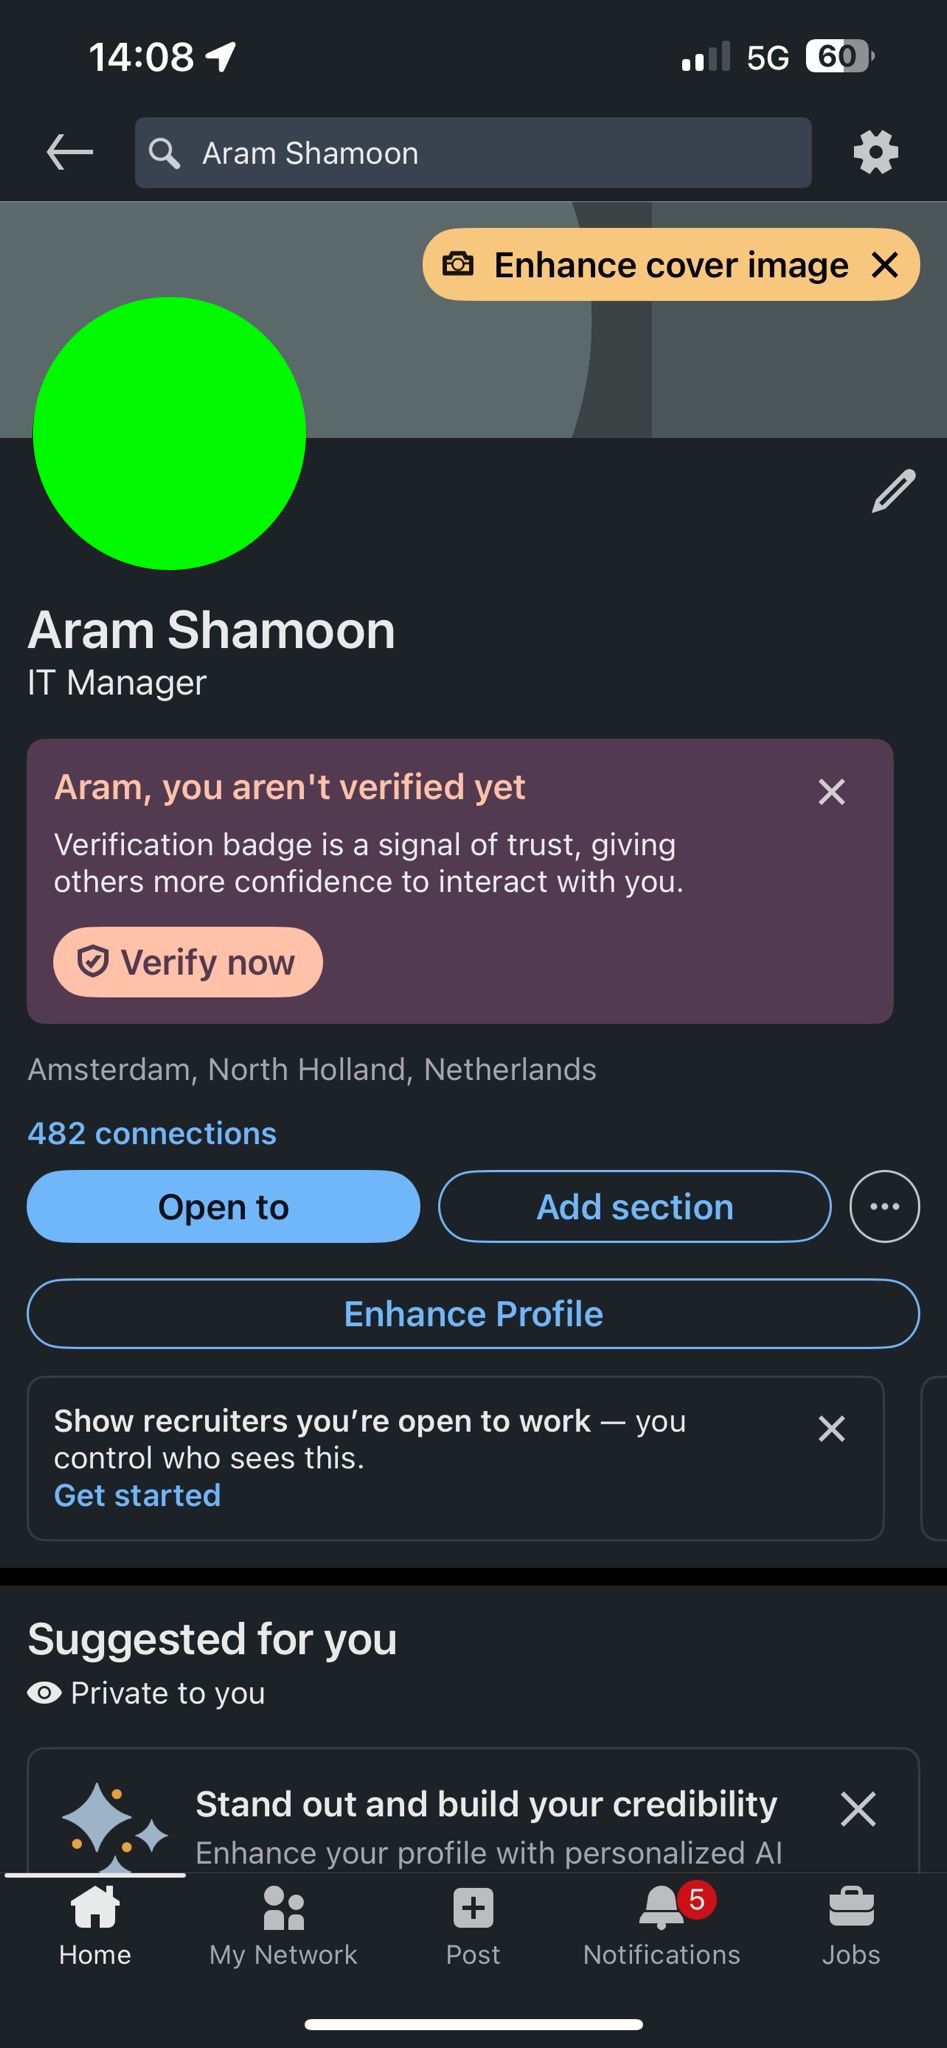 14:08
5G
60
Aram Shamoon
Enhance cover image
Aram Shamoon
IT Manager
Aram, you aren't verified yet
Verification badge is a signal of trust, giving
others more confidence to interact with you.
Verify now
Amsterdam, North Holland, Netherlands
482 connections
Open to
Add section
Enhance Profile
Show recruiters you’re open to work — you
control who sees this.
Get started
Suggested for you
Private to you
Stand out and build your credibility
Enhance your profile with personalized AI
5
Home
My Network
Post
Notifications
Jobs